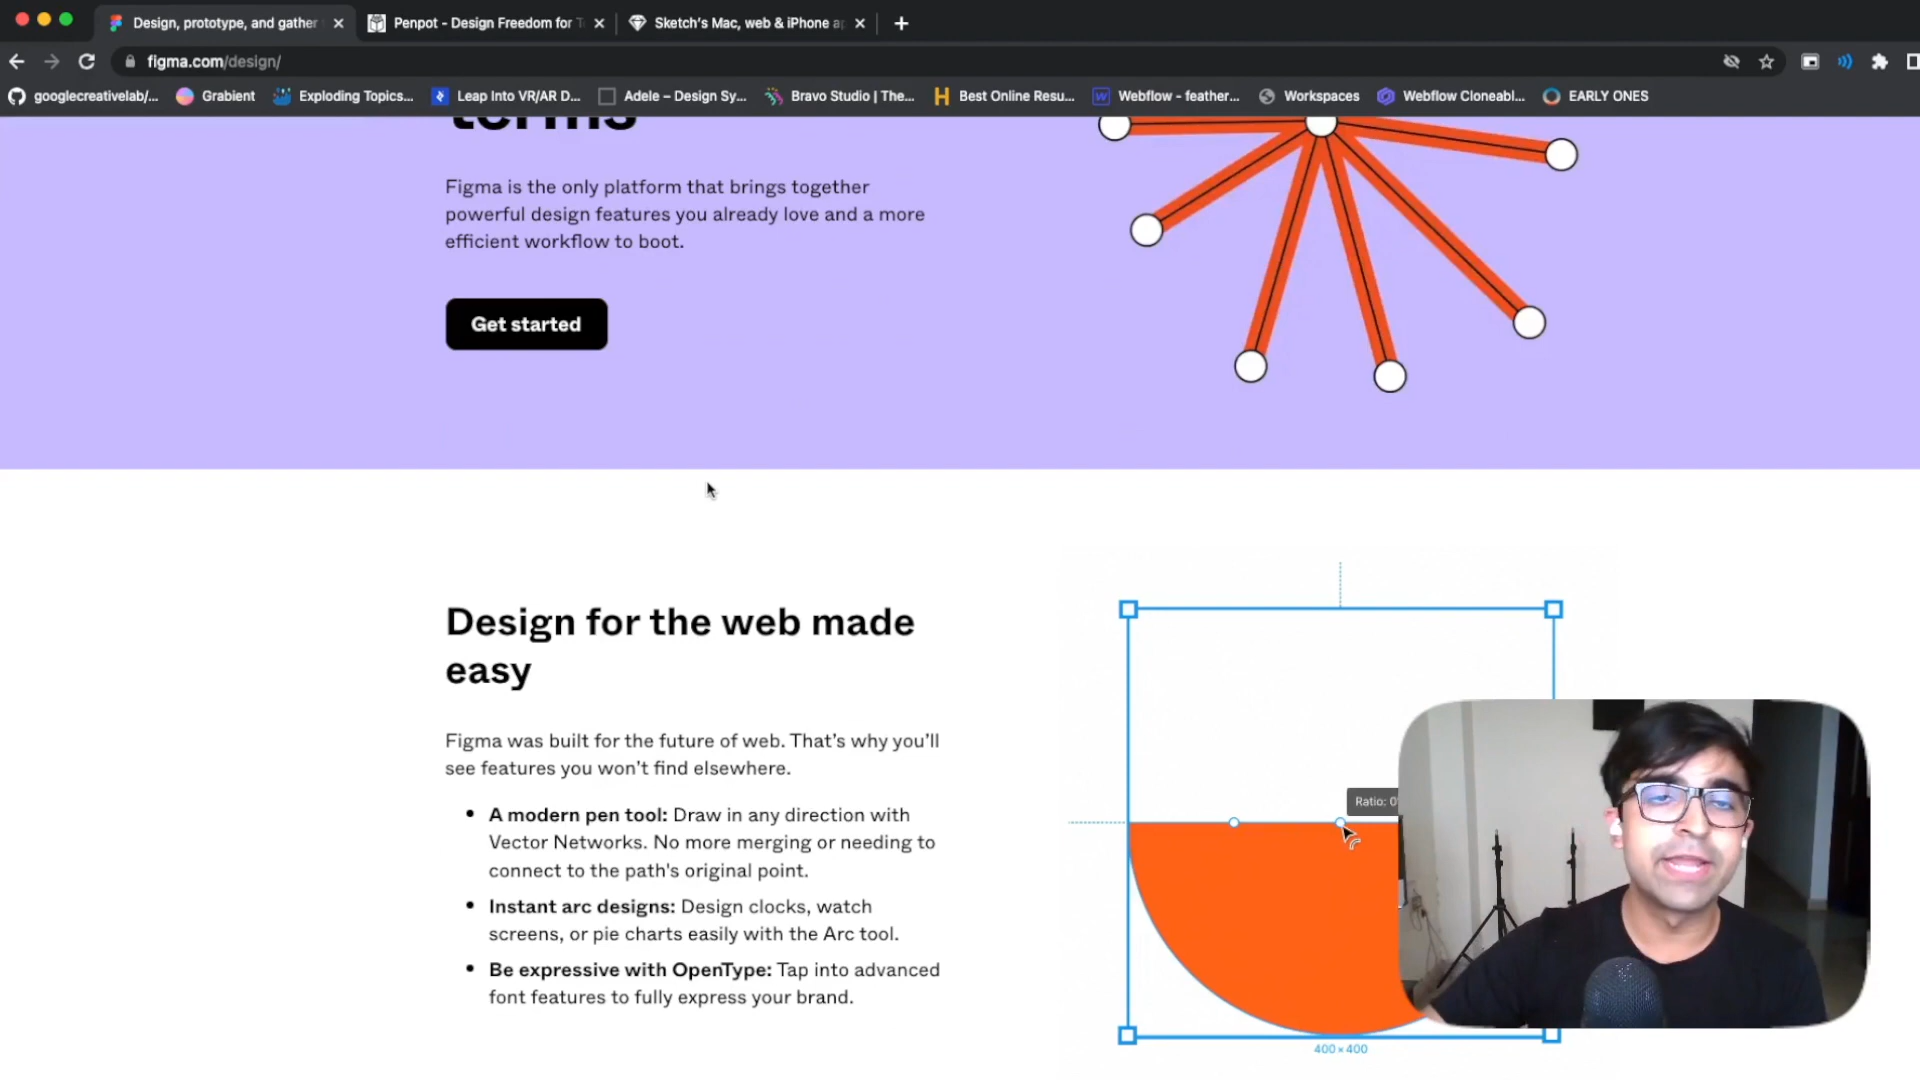 Design, prototype, and gather
Penpot - Design Freedom for T
Sketch's Mac, web & iPhone ap
figma.com/design/
googlecreativelab/...
Grabient
Exploding Topics...
Leap Into VR/AR D...
Adele – Design Sy...
Bravo Studio | The...
Best Online Resu...
Webflow - feather...
Workspaces
Webflow Cloneabl...
EARLY ONES
terms
Figma is the only platform that brings together
powerful design features you already love and a more
efficient workflow to boot.
Get started
Design for the web made
easy
Figma was built for the future of web. That’s why you’ll
see features you won’t find elsewhere.
• A modern pen tool: Draw in any direction with
Vector Networks. No more merging or needing to
connect to the path's original point.
• Instant arc designs: Design clocks, watch
screens, or pie charts easily with the Arc tool.
• Be expressive with OpenType: Tap into advanced
font features to fully express your brand.
Ratio: 0
400 × 400